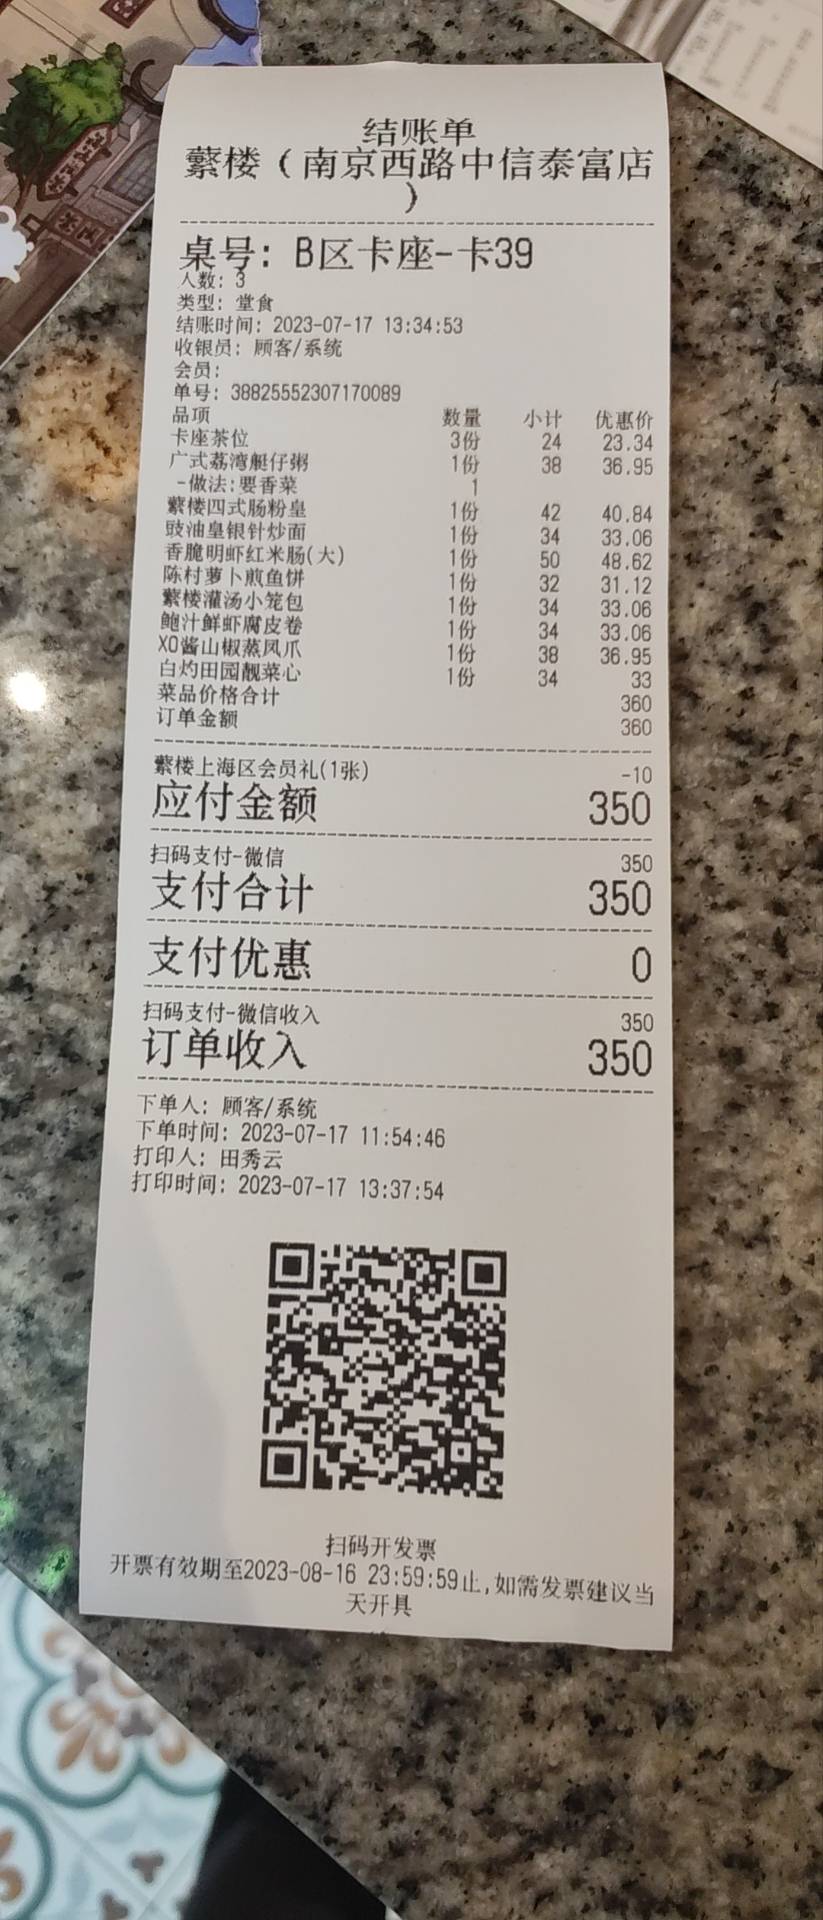 结账单
蘩楼（南京西路中信泰富店
）
桌号：B区卡座-卡39
人数：3
类型：堂食
结账时间：2023-07-17 13:34:53
收银员：顾客/系统
会员：
单号：38825552307170089
品项 数量 小计 优惠价
卡座茶位 3份 24 23.34
广式荔湾艇仔粥 1份 38 36.95
-做法:要香菜 1
蘩楼四式肠粉皇 1份 42 40.84
豉油皇银针炒面 1份 34 33.06
香脆明虾红米肠(大) 1份 50 48.62
陈村萝卜煎鱼饼 1份 32 31.12
蘩楼灌汤小笼包 1份 34 33.06
鲍汁鲜虾腐皮卷 1份 34 33.06
XO酱山椒蒸凤爪 1份 38 36.95
白灼田园靓菜心 1份 34 33
菜品价格合计 360
订单金额 360
蘩楼上海区会员礼(1张) -10
应付金额 350
扫码支付-微信 350
支付合计 350
支付优惠 0
扫码支付-微信收入 350
订单收入 350
下单人：顾客/系统
下单时间：2023-07-17 11:54:46
打印人：田秀云
打印时间：2023-07-17 13:37:54
扫码开发票
开票有效期至2023-08-16 23:59:59止,如需发票建议当
天开具